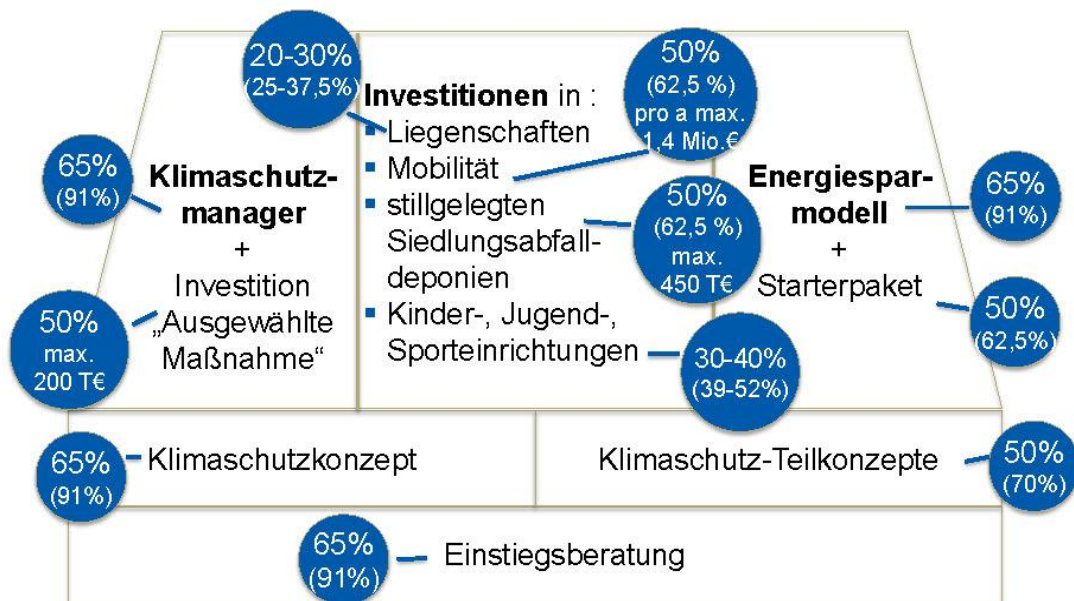 20-30%
(25-37,5%)
50%
(62,5 %)
pro a max.
1,4 Mio.€
Investitionen in :
Liegenschaften
Mobilität
stillgelegten
Siedlungsabfall-
deponien
Kinder-, Jugend-,
Sporteinrichtungen
65%
(91%)
Klimaschutz-
manager
+
Investition
„Ausgewählte
Maßnahme“
50%
max.
200 T€
50%
(62,5 %)
max.
450 T€
30-40%
(39-52%)
Energiespar-
modell
+
Starterpaket
65%
(91%)
50%
(62,5%)
65%
(91%)
Klimaschutzkonzept
Klimaschutz-Teilkonzepte
50%
(70%)
65%
(91%)
Einstiegsberatung